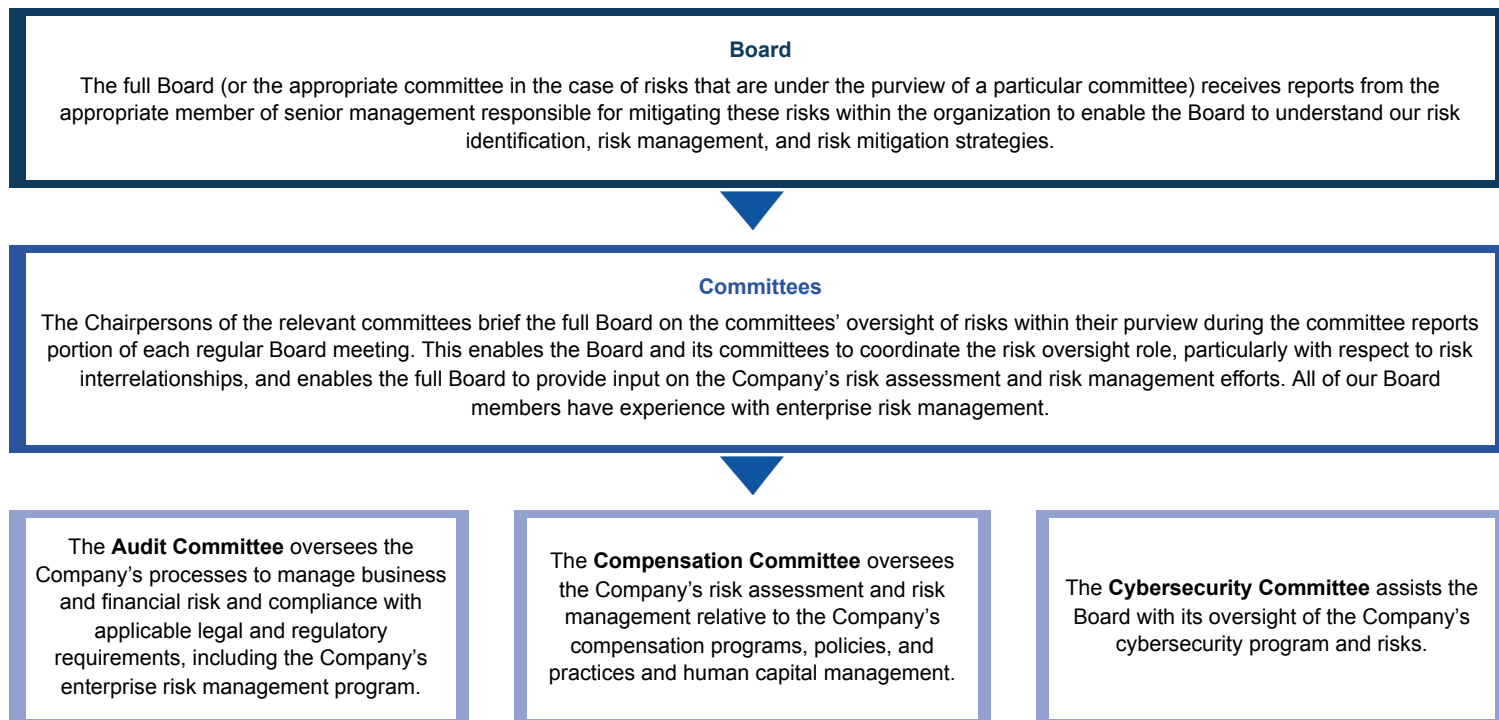 Board
The full Board (or the appropriate committee in the case of risks that are under the purview of a particular committee) receives reports from the
appropriate member of senior management responsible for mitigating these risks within the organization to enable the Board to understand our risk
identification, risk management, and risk mitigation strategies.
Committees
The Chairpersons of the relevant committees brief the full Board on the committees’ oversight of risks within their purview during the committee reports
portion of each regular Board meeting. This enables the Board and its committees to coordinate the risk oversight role, particularly with respect to risk
interrelationships, and enables the full Board to provide input on the Company’s risk assessment and risk management efforts. All of our Board
members have experience with enterprise risk management.
The Audit Committee oversees the
Company’s processes to manage business
and financial risk and compliance with
applicable legal and regulatory
requirements, including the Company’s
enterprise risk management program.
The Compensation Committee oversees
the Company’s risk assessment and risk
management relative to the Company’s
compensation programs, policies, and
practices and human capital management.
The Cybersecurity Committee assists the
Board with its oversight of the Company’s
cybersecurity program and risks.